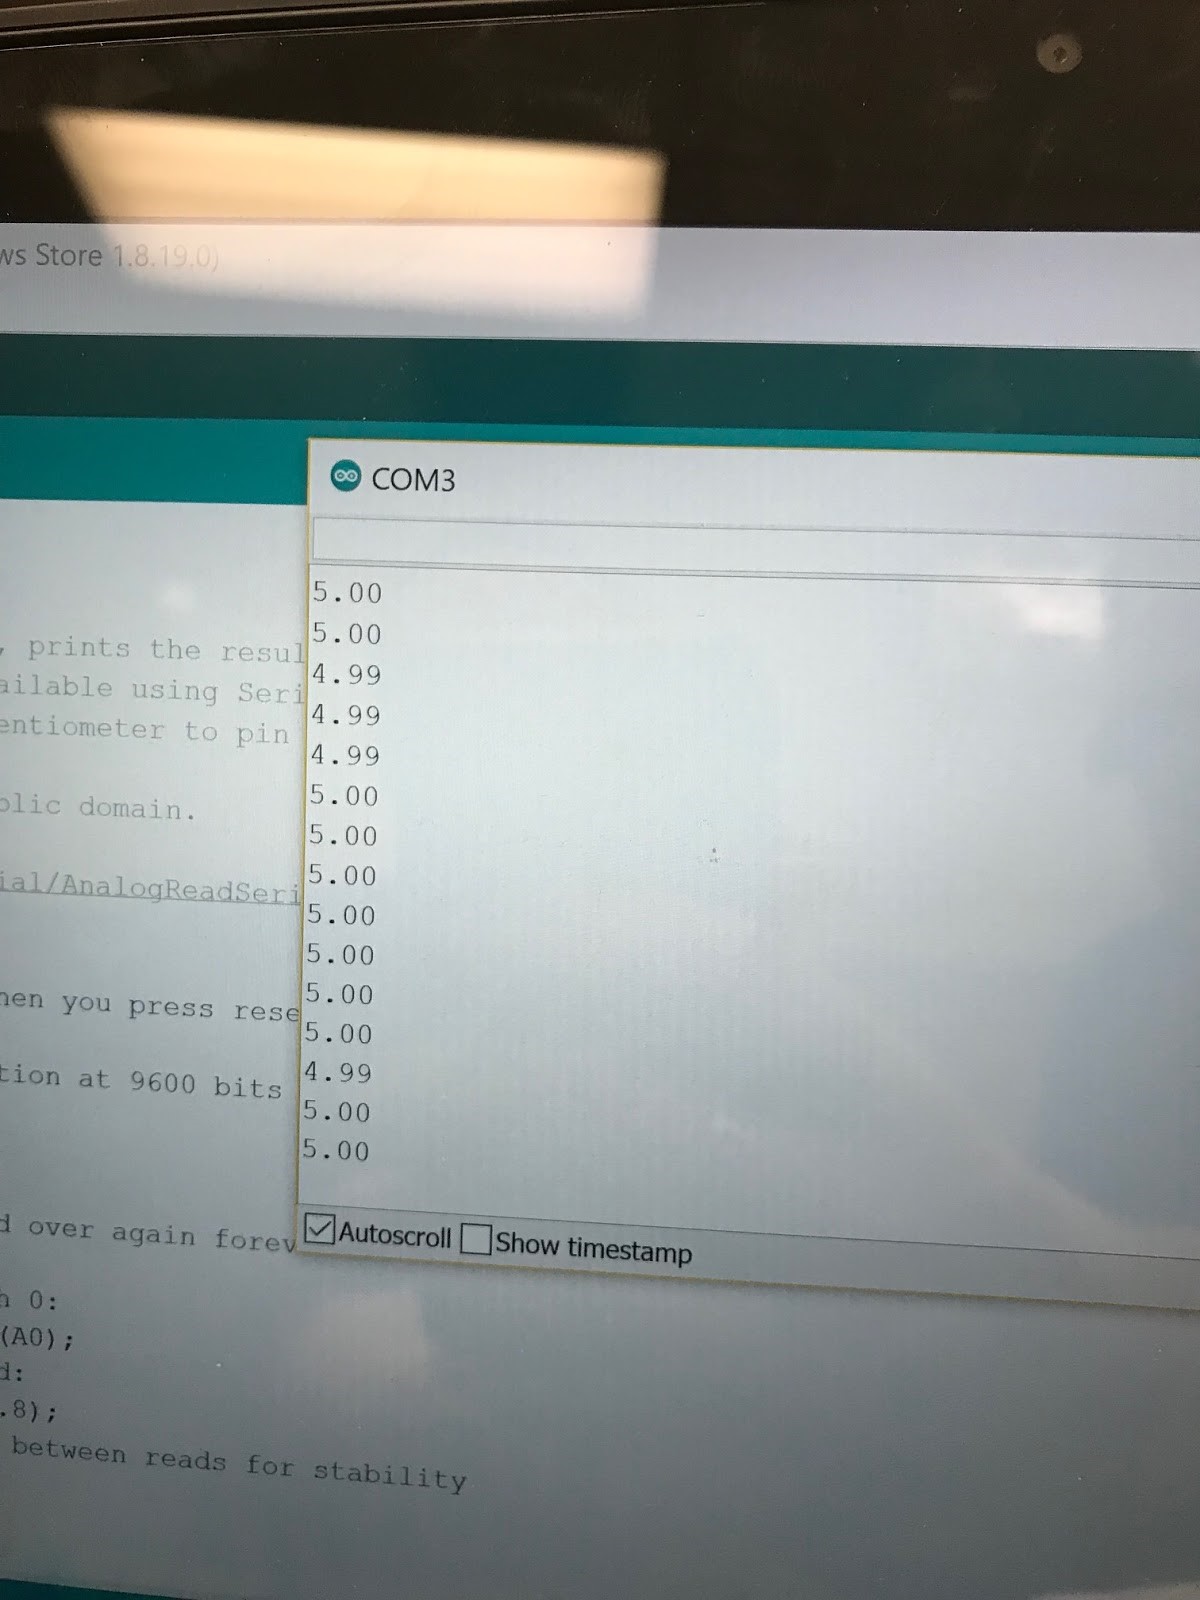 ws Store 1.8.19.0)
COM3
5.00
5.00
4.99
4.99
4.99
5.00
5.00
5.00
5.00
5.00
5.00
5.00
4.99
5.00
5.00
Autoscroll Show timestamp
, prints the resul
ailable using Seri
entiometer to pin
blic domain.
ial/AnalogReadSeri
hen you press rese
tion at 9600 bits
d over again forev
h 0:
(A0);
d:
.8);
between reads for stability